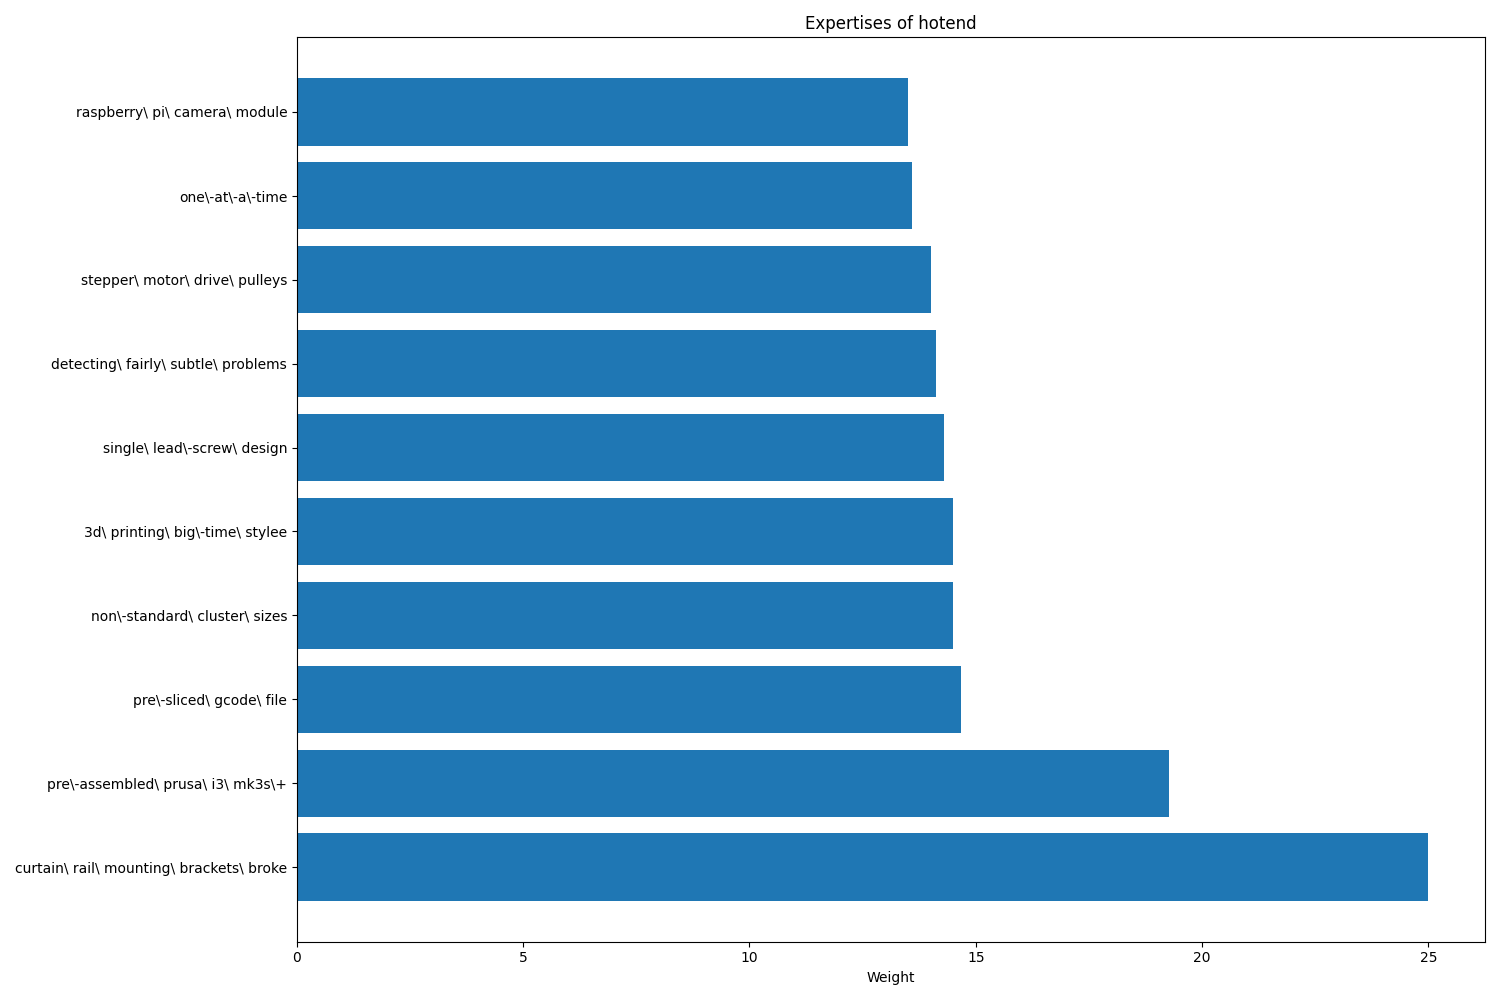 Expertises of hotend
raspberry\ pi\ camera\ module
one\-at\-a\-time
stepper\ motor\ drive\ pulleys
detecting\ fairly\ subtle\ problems
single\ lead\-screw\ design
3d\ printing\ big\-time\ stylee
non\-standard\ cluster\ sizes
pre\-sliced\ gcode\ file
pre\-assembled\ prusa\ i3\ mk3s\+
curtain\ rail\ mounting\ brackets\ broke
0 5 10 15 20 25
Weight